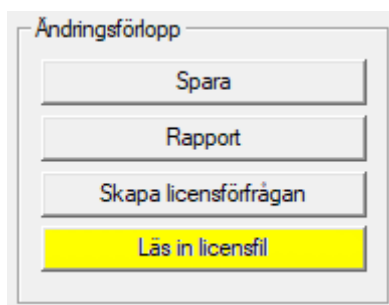 Ändringsförlopp
Spara
Rapport
Skapa licensförfrågan
Läs in licensfil